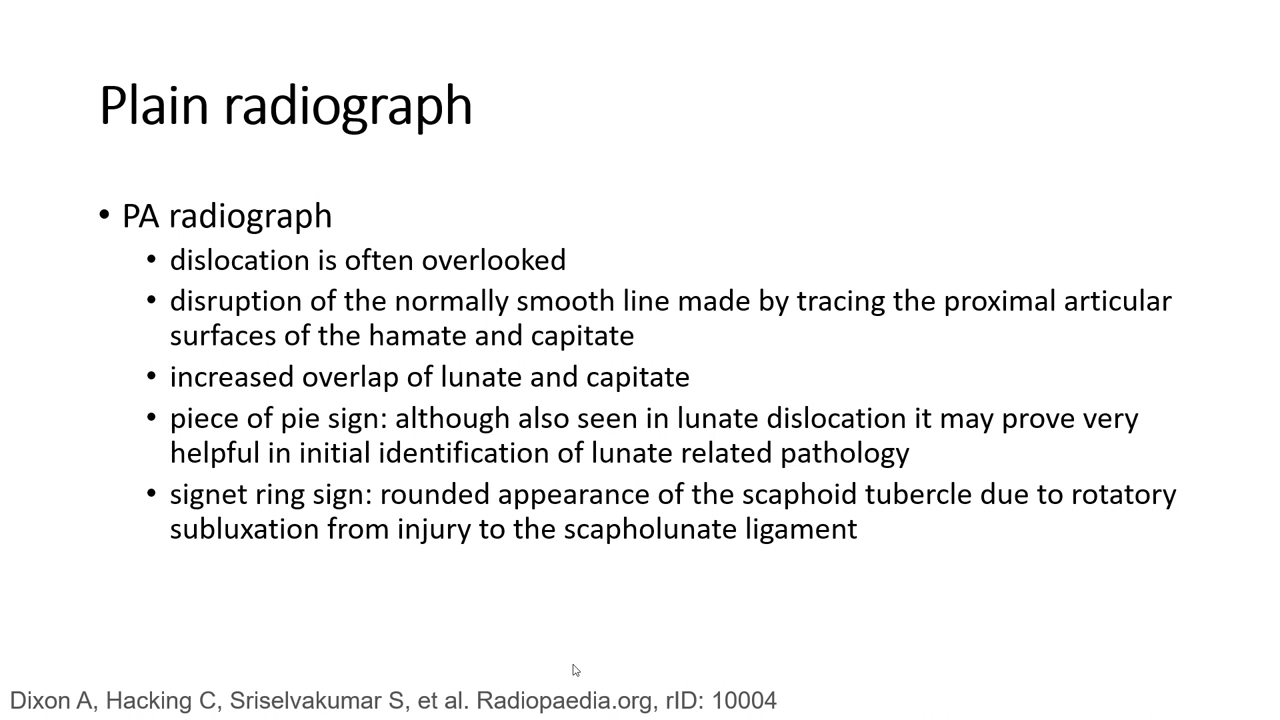 Plain radiograph
• PA radiograph
• dislocation is often overlooked
• disruption of the normally smooth line made by tracing the proximal articular
surfaces of the hamate and capitate
• increased overlap of lunate and capitate
• piece of pie sign: although also seen in lunate dislocation it may prove very
helpful in initial identification of lunate related pathology
• signet ring sign: rounded appearance of the scaphoid tubercle due to rotatory
subluxation from injury to the scapholunate ligament
Dixon A, Hacking C, Sriselvakumar S, et al. Radiopaedia.org, rID: 10004